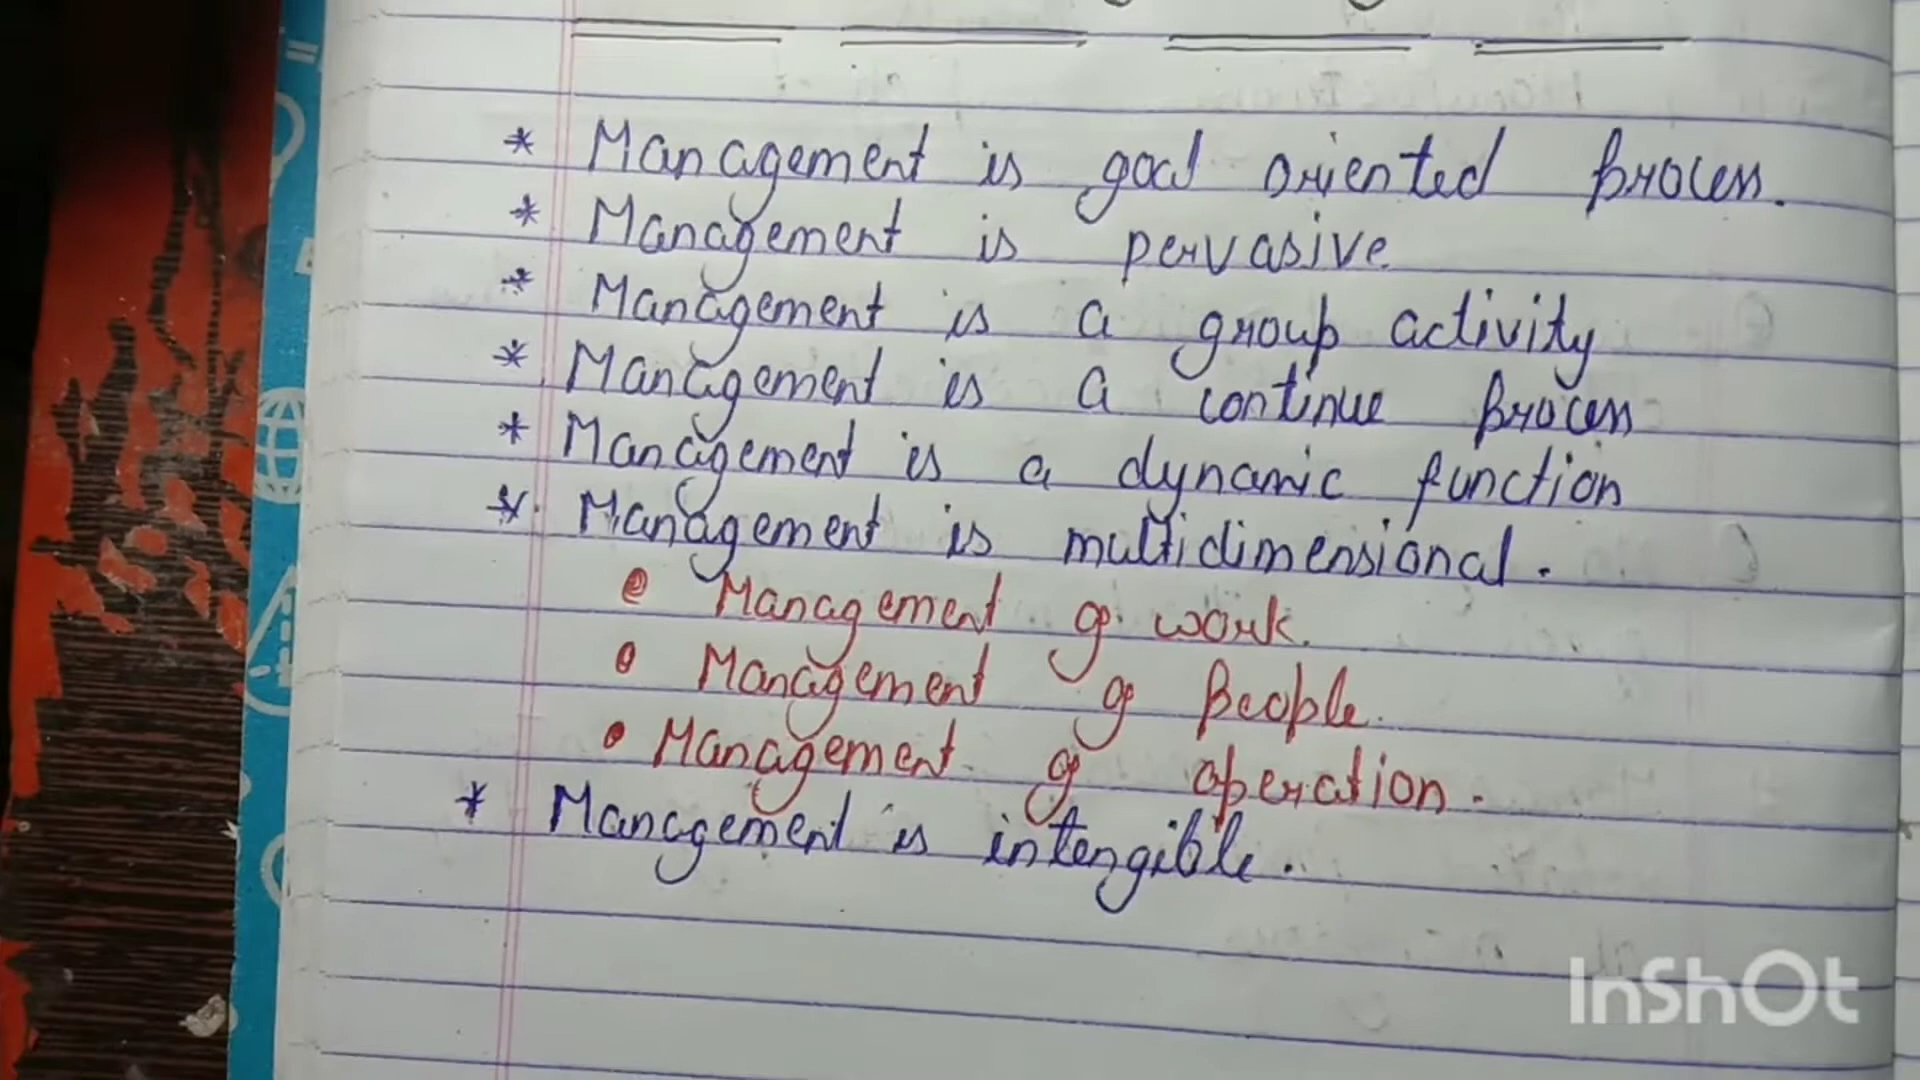 * Management is goal oriented process.
* Management is pervasive.
* Management is a group activity
* Management is a continue process
* Management is a dynamic function
* Management is multidimensional.
• Management of work.
• Management of People.
• Management of operation.
* Management is intengible.
InShOt